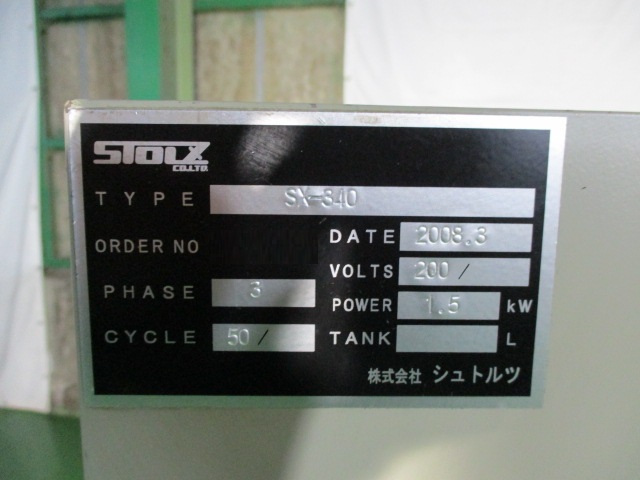 STOLZ
CO.LTD.
TYPE SX-340
ORDER NO
DATE 2008.3
VOLTS 200/
PHASE 3
POWER 1.5 kW
CYCLE 50/
TANK L
株式会社 シュトルツ